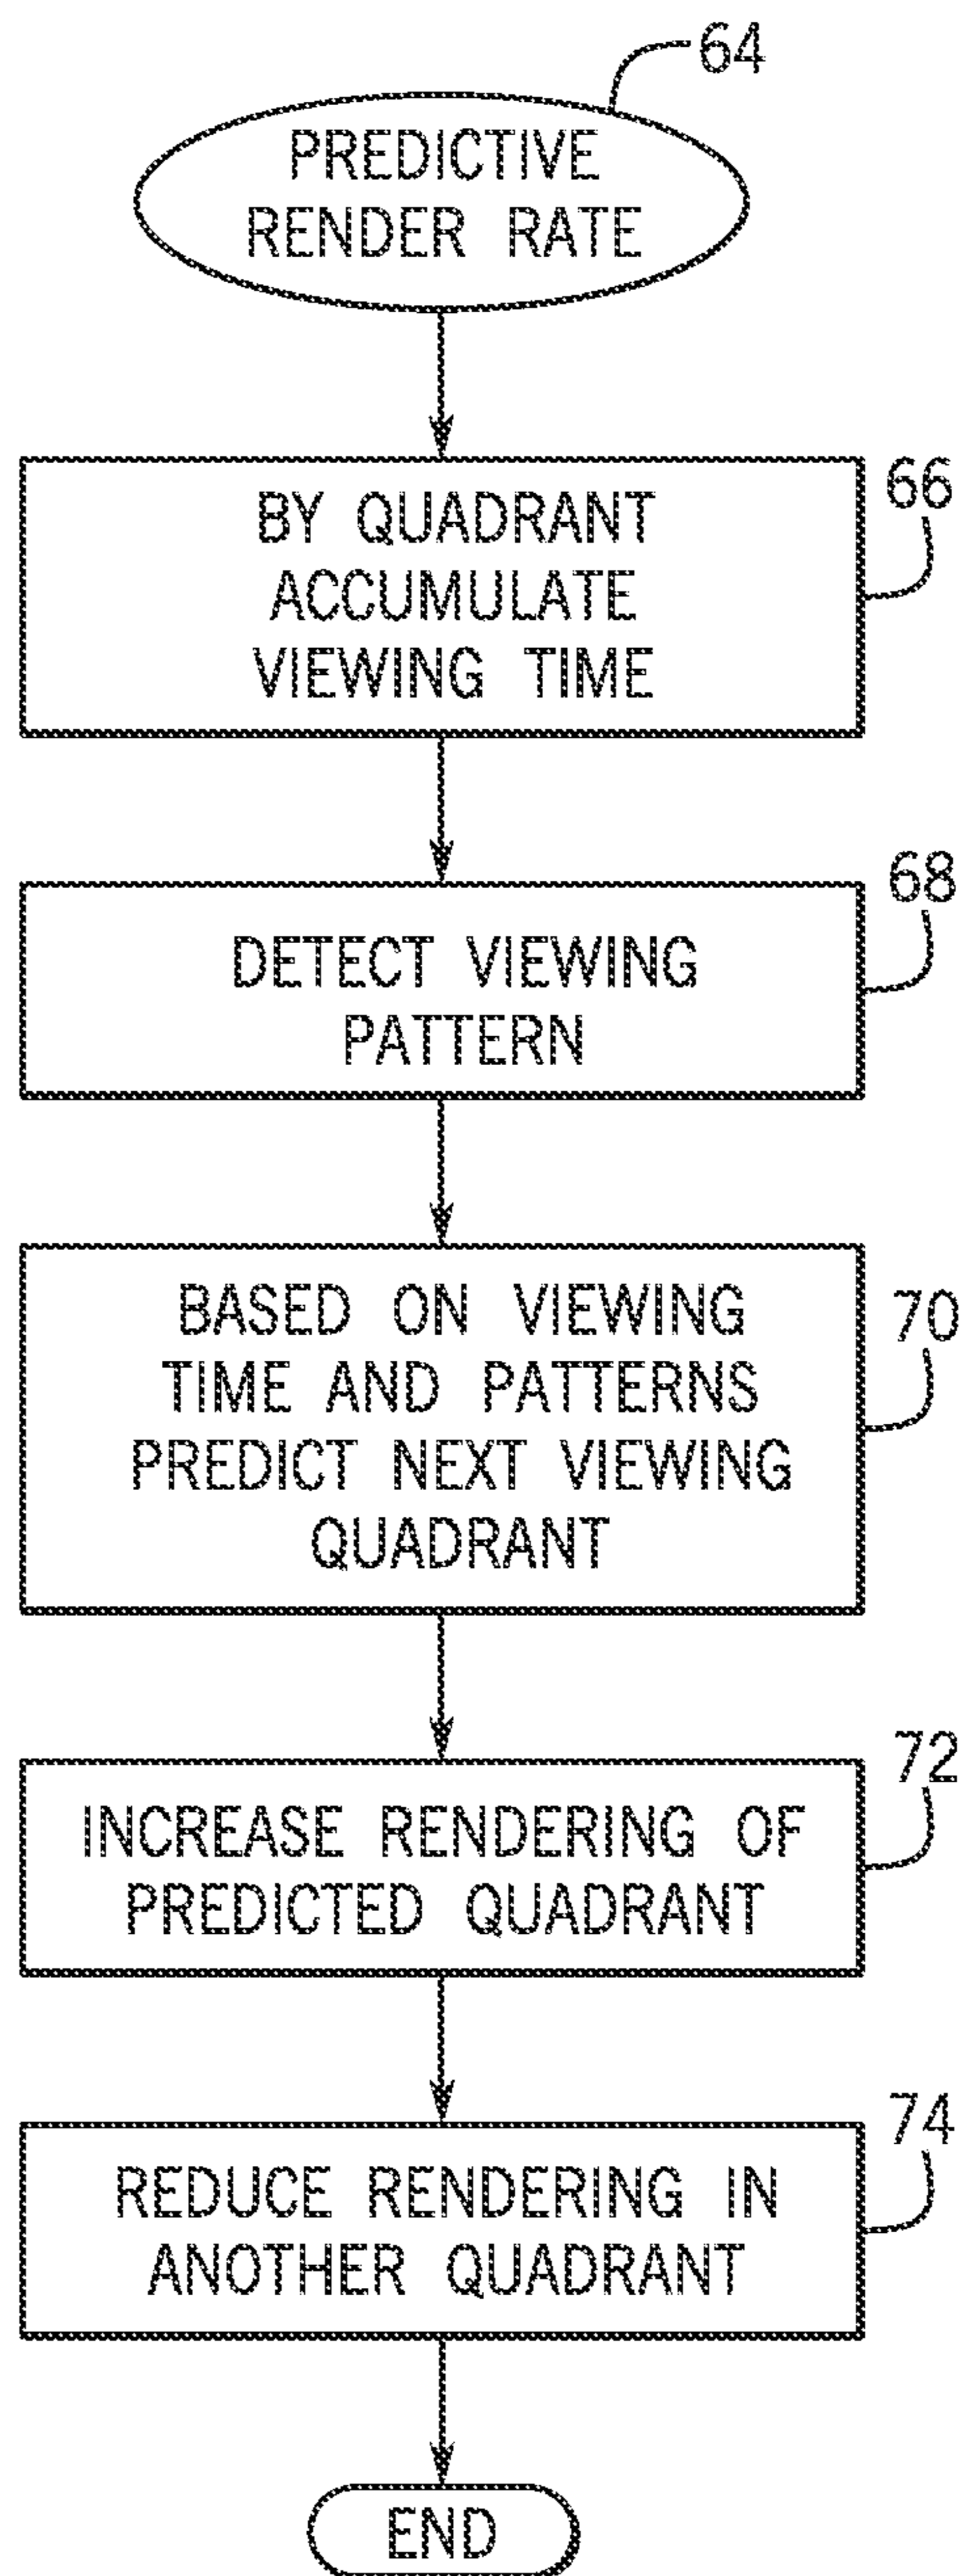 64
PREDICTIVE
RENDER RATE
66
BY QUADRANT
ACCUMULATE
VIEWING TIME
68
DETECT VIEWING
PATTERN
70
BASED ON VIEWING
TIME AND PATTERNS
PREDICT NEXT VIEWING
QUADRANT
72
INCREASE RENDERING OF
PREDICTED QUADRANT
74
REDUCE RENDERING IN
ANOTHER QUADRANT
END